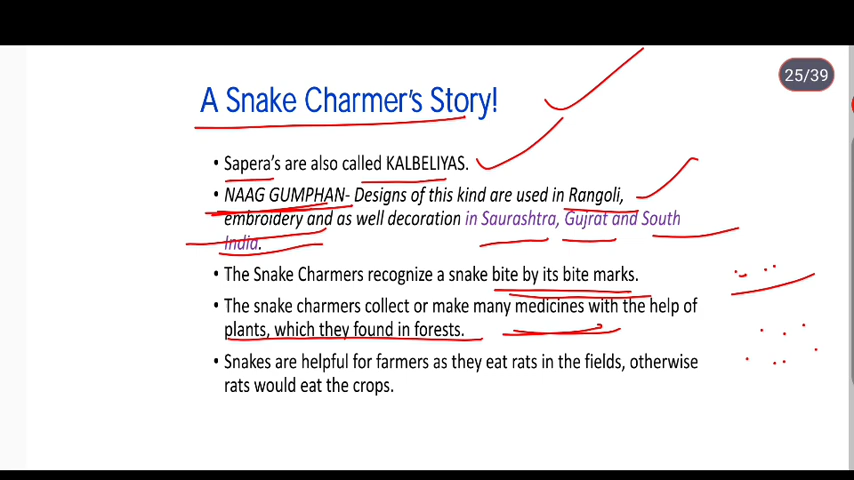 25/39
A Snake Charmer's Story!
• Sapera's are also called KALBELIYAS.
• NAAG GUMPHAN- Designs of this kind are used in Rangoli,
embroidery and as well decoration in Saurashtra, Gujrat and South
India.
• The Snake Charmers recognize a snake bite by its bite marks.
• The snake charmers collect or make many medicines with the help of
plants, which they found in forests.
• Snakes are helpful for farmers as they eat rats in the fields, otherwise
rats would eat the crops.